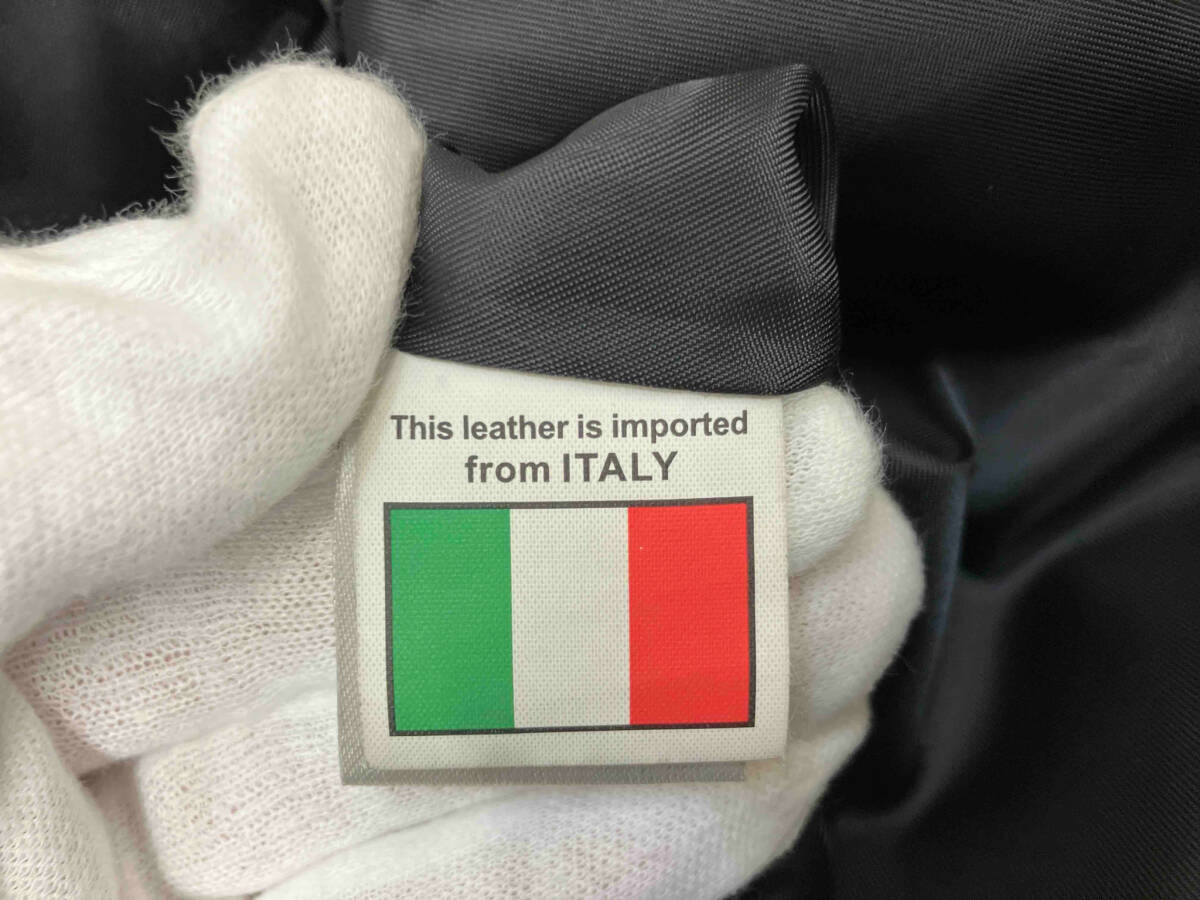 This leather is imported
from ITALY